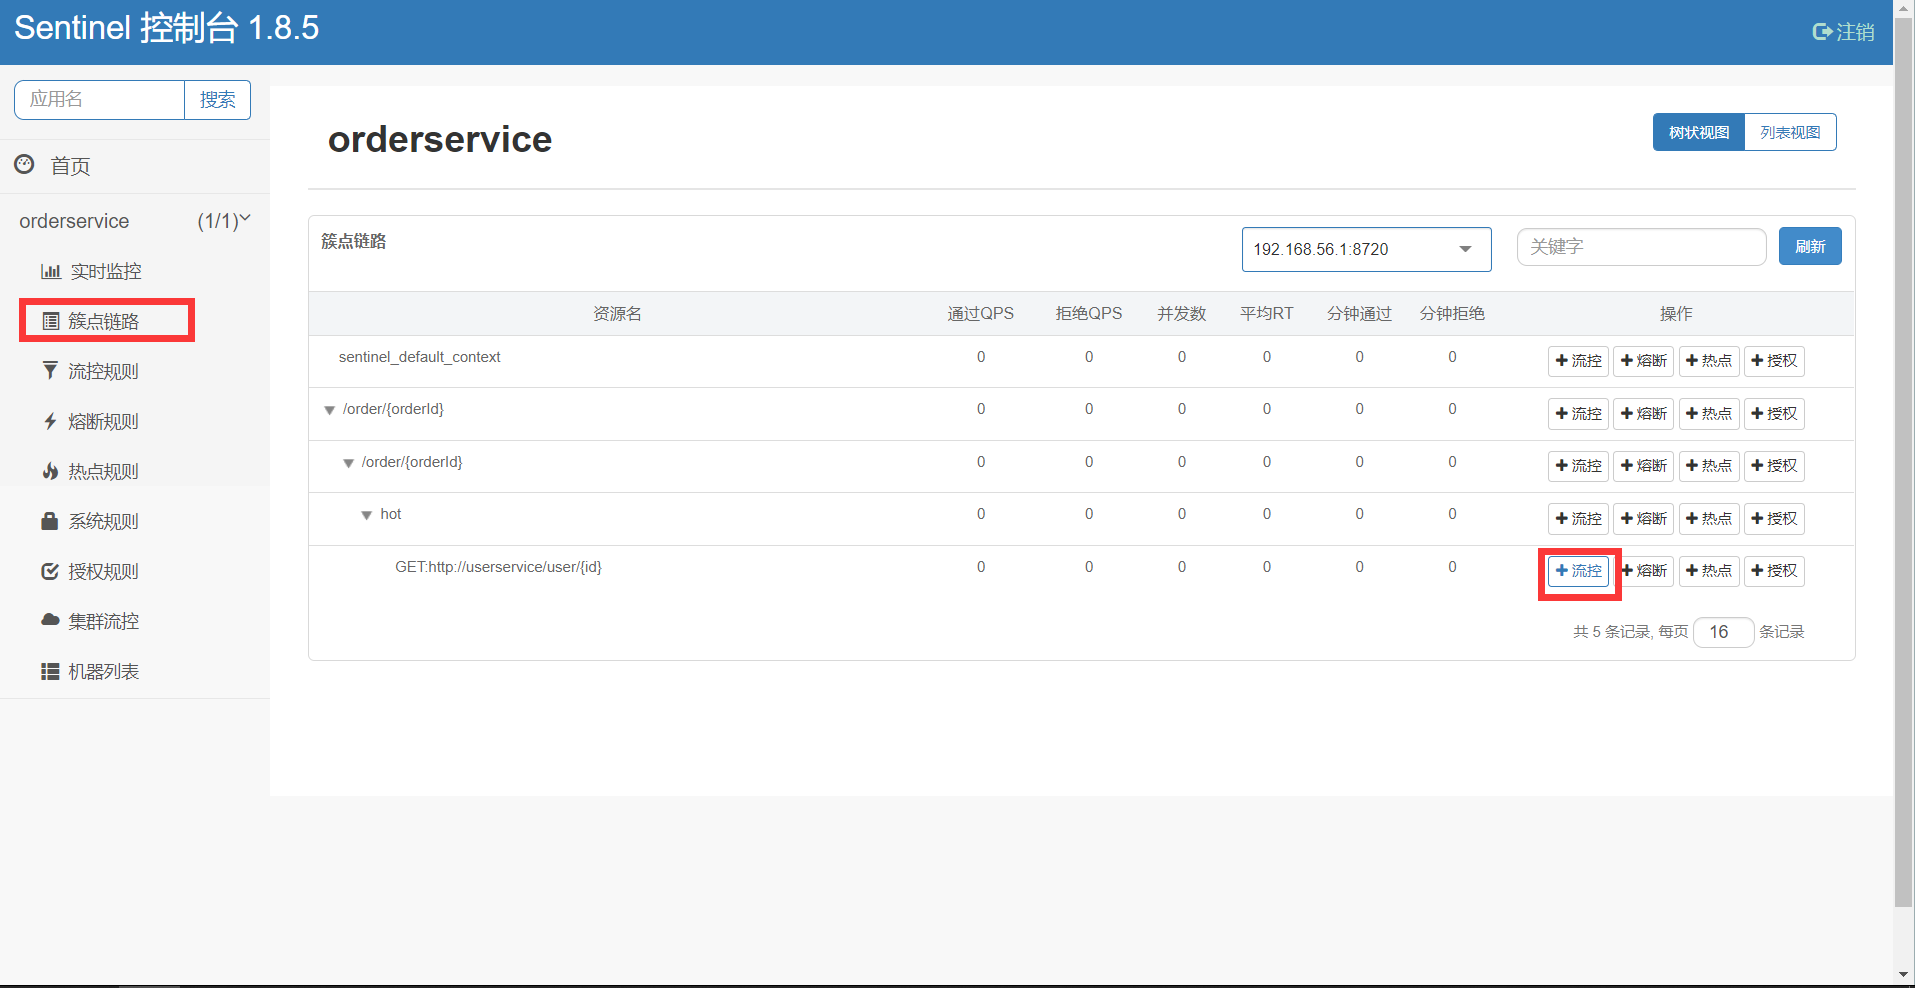 Sentinel 控制台 1.8.5
注销
应用名 搜索
首页
orderservice (1/1)
实时监控
簇点链路
流控规则
熔断规则
热点规则
系统规则
授权规则
集群流控
机器列表
orderservice
树状视图 列表视图
簇点链路
192.168.56.1:8720 关键字 刷新
资源名 通过QPS 拒绝QPS 并发数 平均RT 分钟通过 分钟拒绝 操作
sentinel_default_context 0 0 0 0 0 0 流控 熔断 热点 授权
/order/{orderId} 0 0 0 0 0 0 流控 熔断 热点 授权
/order/{orderId} 0 0 0 0 0 0 流控 熔断 热点 授权
hot 0 0 0 0 0 0 流控 熔断 热点 授权
GET:http://userservice/user/{id} 0 0 0 0 0 0 流控 熔断 热点 授权
共 5 条记录, 每页 16 条记录